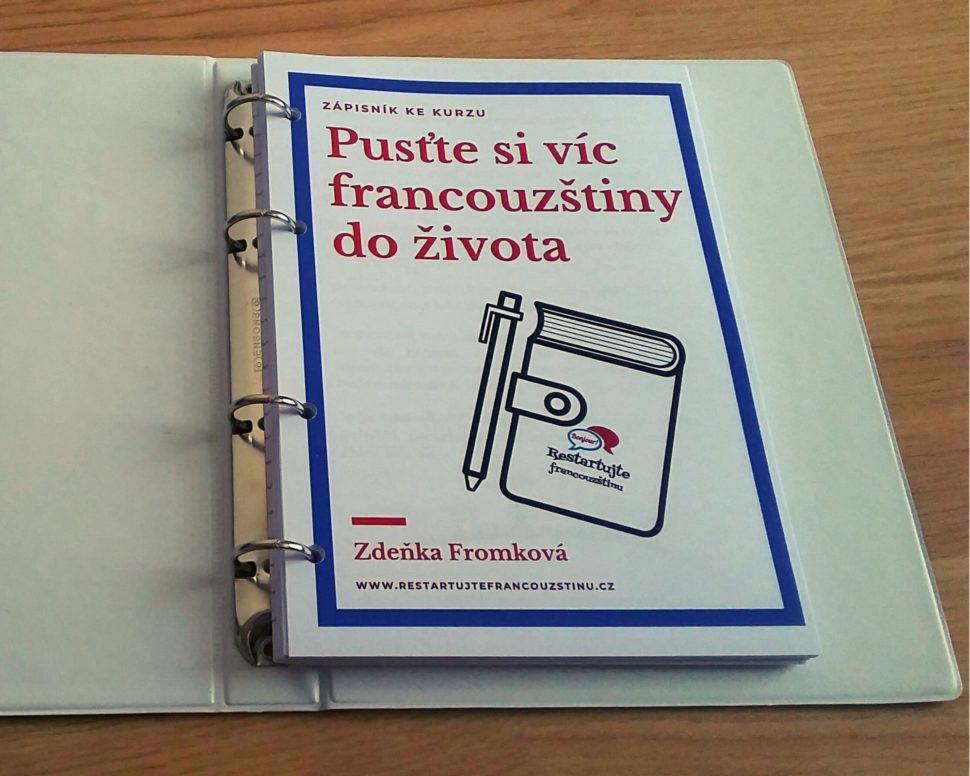 ZÁPISNÍK KE KURZU
Pusťte si víc
francouzštiny
do života
Bonjour!
Restartujte
francouzštinu
Zdeňka Fromková
WWW.RESTARTUJTEFRANCOUZSTINU.CZ